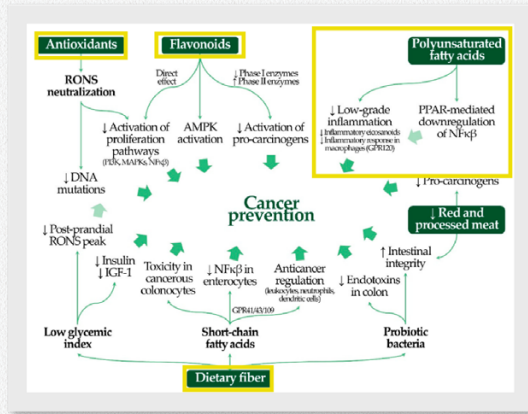 Antioxidants
Flavonoids
Polyunsaturated
fatty acids
RONS
neutralization
Direct
effect
↓ Phase I enzymes
↑ Phase II enzymes
↓ Activation of
proliferation
pathways
(PI3K, MAPKs, NFκβ)
AMPK
activation
↓ Activation of
pro-carcinogens
↓ Low-grade
inflammation
↓ Inflammatory eicosanoids
↓ Inflammatory response in
macrophages (GPR120)
PPAR-mediated
downregulation
of NFκβ
↓ DNA
mutations
↓ Pro-carcinogens
Cancer
prevention
↓ Red and
processed meat
↓ Post-prandial
RONS peak
↓ Insulin
↓ IGF-1
Toxicity in
cancerous
colonocytes
↓ NFκβ in
enterocytes
Anticancer
regulation
(leukocytes, neutrophils,
dendritic cells)
↑ Intestinal
integrity
↓ Endotoxins
in colon
GPR41/43/109
Low glycemic
index
Short-chain
fatty acids
Probiotic
bacteria
Dietary fiber